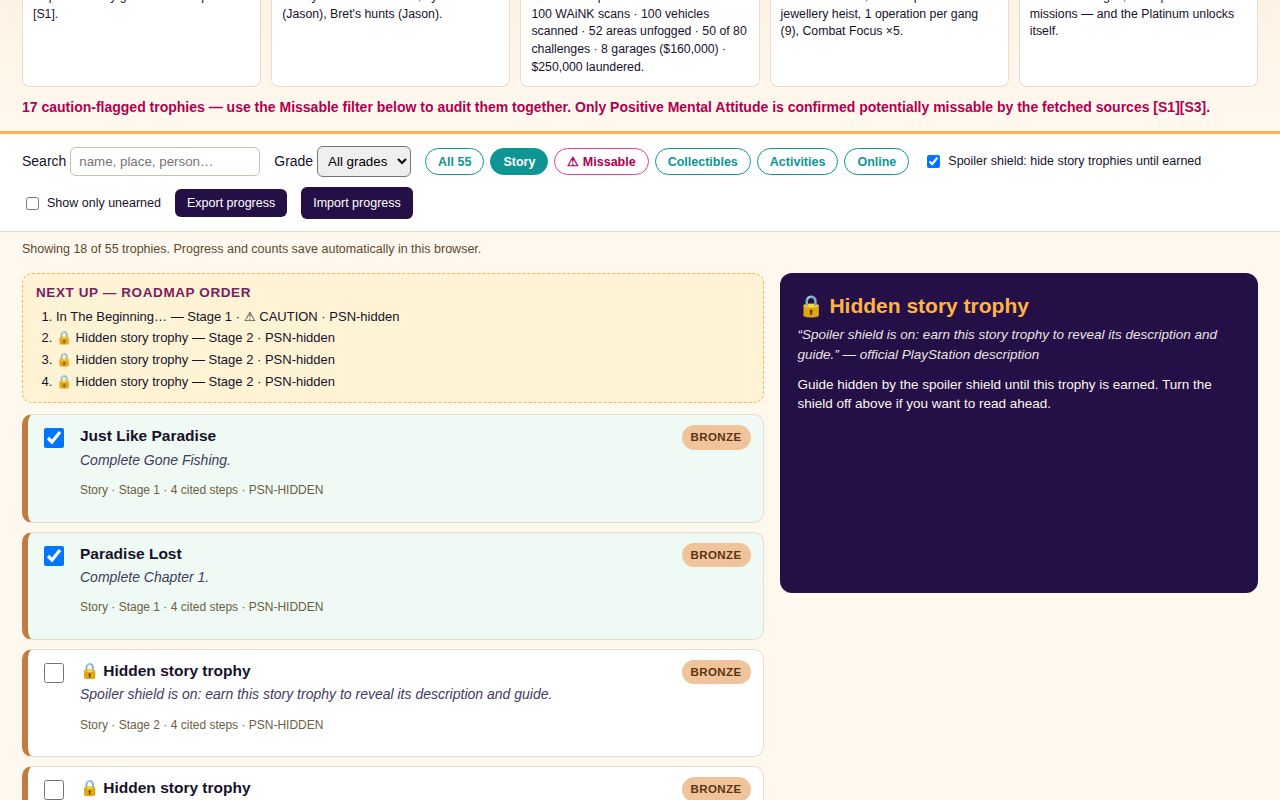 [S1].
(Jason), Bret's hunts (Jason).
100 WAiNK scans · 100 vehicles
scanned · 52 areas unfogged · 50 of 80
challenges · 8 garages ($160,000) ·
$250,000 laundered.
jewellery heist, 1 operation per gang
(9), Combat Focus ×5.
missions — and the Platinum unlocks
itself.
17 caution-flagged trophies — use the Missable filter below to audit them together. Only Positive Mental Attitude is confirmed potentially missable by the fetched sources [S1][S3].
Search name, place, person… Grade All grades All 55 Story ⚠ Missable Collectibles Activities Online Spoiler shield: hide story trophies until earned
Show only unearned Export progress Import progress
Showing 18 of 55 trophies. Progress and counts save automatically in this browser.
NEXT UP — ROADMAP ORDER
1. In The Beginning… — Stage 1 · ⚠ CAUTION · PSN-hidden
2. 🔒 Hidden story trophy — Stage 2 · PSN-hidden
3. 🔒 Hidden story trophy — Stage 2 · PSN-hidden
4. 🔒 Hidden story trophy — Stage 2 · PSN-hidden
Just Like Paradise BRONZE
Complete Gone Fishing.
Story · Stage 1 · 4 cited steps · PSN-HIDDEN
Paradise Lost BRONZE
Complete Chapter 1.
Story · Stage 1 · 4 cited steps · PSN-HIDDEN
🔒 Hidden story trophy BRONZE
Spoiler shield is on: earn this story trophy to reveal its description and guide.
Story · Stage 2 · 4 cited steps · PSN-HIDDEN
🔒 Hidden story trophy BRONZE
🔒 Hidden story trophy
“Spoiler shield is on: earn this story trophy to reveal its description and
guide.” — official PlayStation description
Guide hidden by the spoiler shield until this trophy is earned. Turn the
shield off above if you want to read ahead.